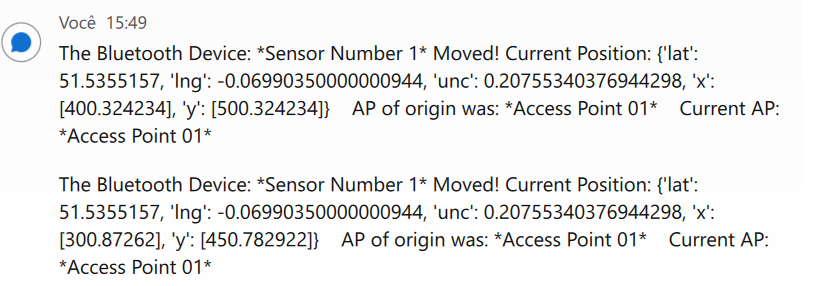 Você 15:49
The Bluetooth Device: *Sensor Number 1* Moved! Current Position: {'lat':
51.5355157, 'lng': -0.06990350000000944, 'unc': 0.20755340376944298, 'x':
[400.324234], 'y': [500.324234]} AP of origin was: *Access Point 01* Current AP:
*Access Point 01*
The Bluetooth Device: *Sensor Number 1* Moved! Current Position: {'lat':
51.5355157, 'lng': -0.06990350000000944, 'unc': 0.20755340376944298, 'x':
[300.87262], 'y': [450.782922]} AP of origin was: *Access Point 01* Current AP:
*Access Point 01*